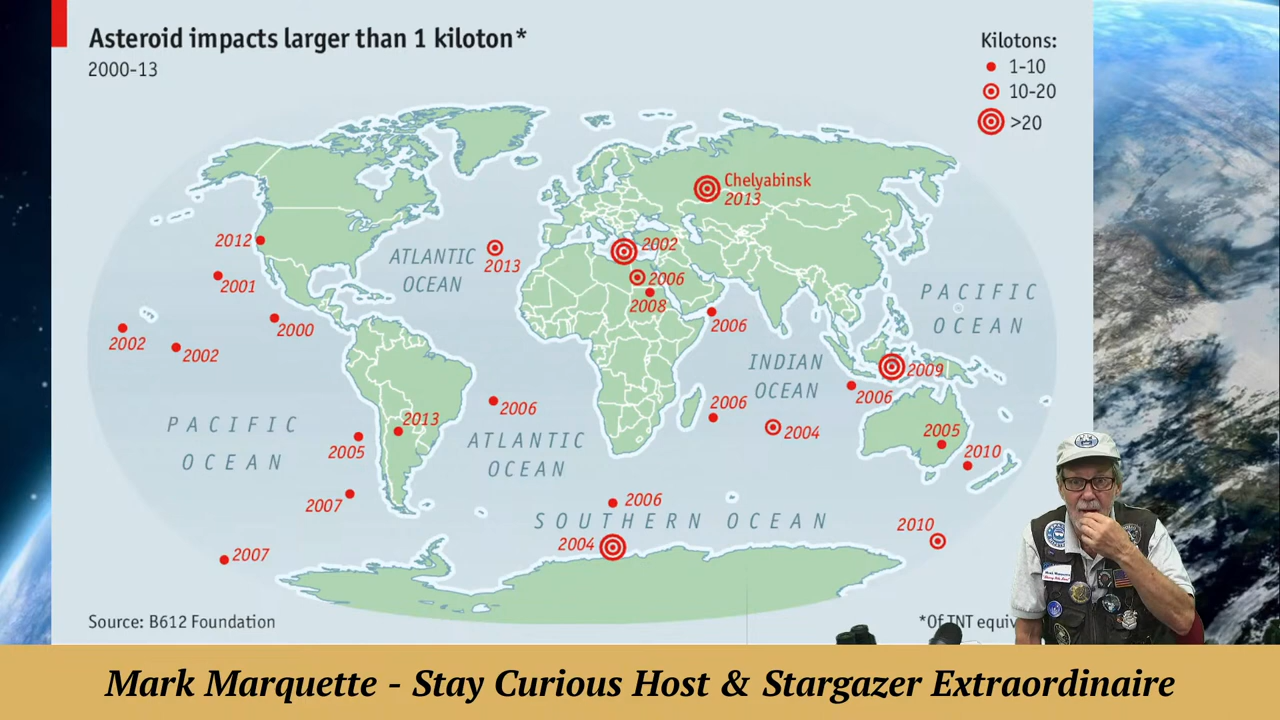 Asteroid impacts larger than 1 kiloton*
2000-13
Kilotons:
1-10
10-20
>20
Chelyabinsk
2013
2012
ATLANTIC
OCEAN
2013
2002
2001
2006
2008
PACIFIC
OCEAN
2000
2006
2002
2002
INDIAN
OCEAN
2009
2006
2006
2006
2013
PACIFIC
OCEAN
ATLANTIC
OCEAN
2004
2005
2005
2010
2007
2006
SOUTHERN OCEAN
2010
2004
2007
Source: B612 Foundation
*Of TNT equiv
Mark Marquette - Stay Curious Host & Stargazer Extraordinaire